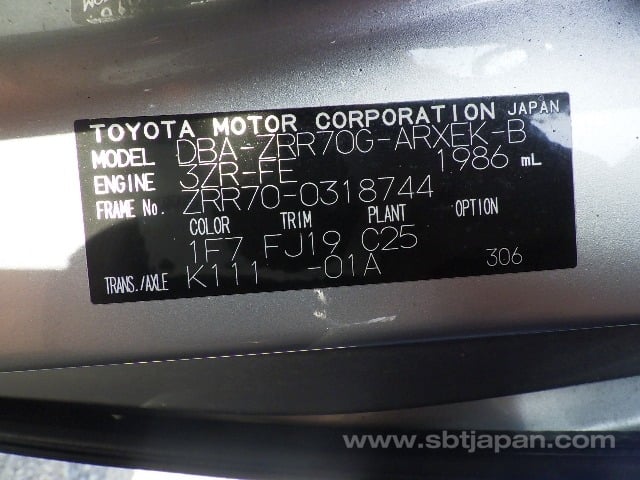 TOYOTA MOTOR CORPORATION JAPAN
MODEL DBA-ZRR70G-ARXEK-B
ENGINE 3ZR-FE 1986 mL
FRAME No. ZRR70-0318744
COLOR TRIM PLANT OPTION
1F7 FJ19 C25
TRANS./AXLE K111 -01A 306
www.sbtjapan.com